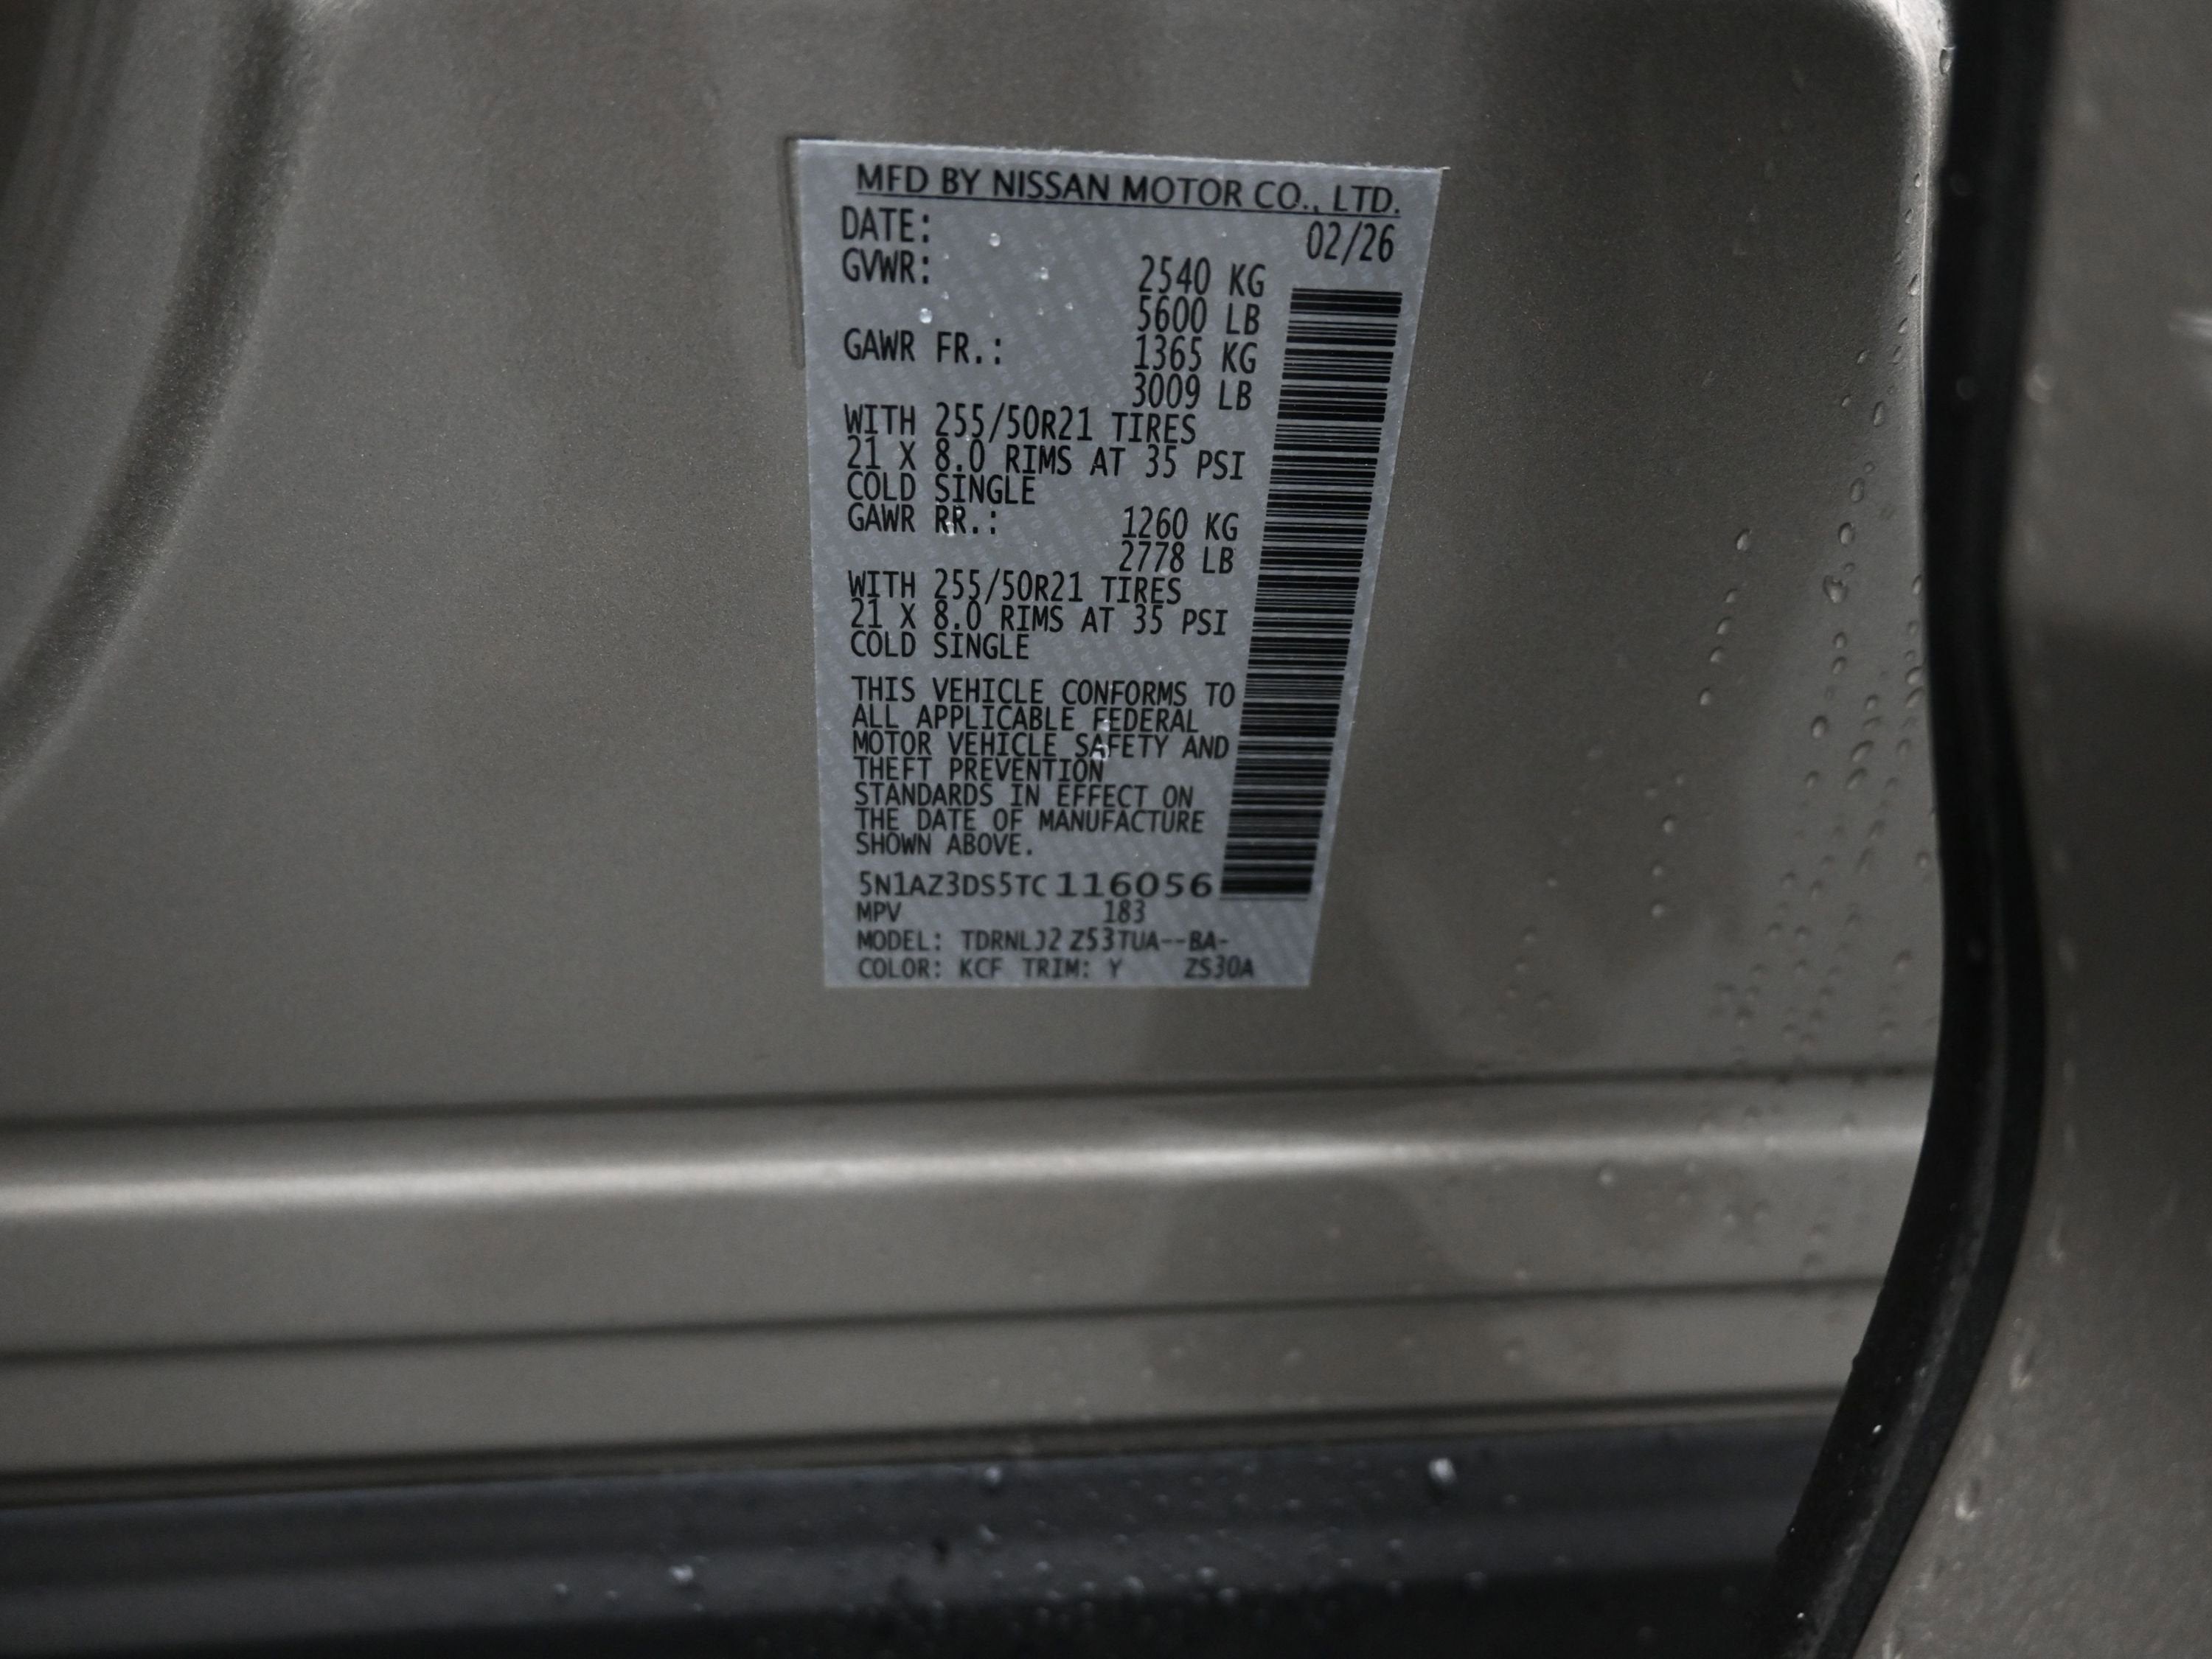 MFD BY NISSAN MOTOR CO., LTD.
DATE: 02/26
GVWR: 2540 KG
5600 LB
GAWR FR.: 1365 KG
3009 LB
WITH 255/50R21 TIRES
21 X 8.0 RIMS AT 35 PSI
COLD SINGLE
GAWR RR.: 1260 KG
2778 LB
WITH 255/50R21 TIRES
21 X 8.0 RIMS AT 35 PSI
COLD SINGLE
THIS VEHICLE CONFORMS TO
ALL APPLICABLE FEDERAL
MOTOR VEHICLE SAFETY AND
THEFT PREVENTION
STANDARDS IN EFFECT ON
THE DATE OF MANUFACTURE
SHOWN ABOVE.
5N1AZ3DS5TC116056
MPV 183
MODEL: TDRNLJ2 Z53TUA--BA-
COLOR: KCF TRIM: Y ZS30A